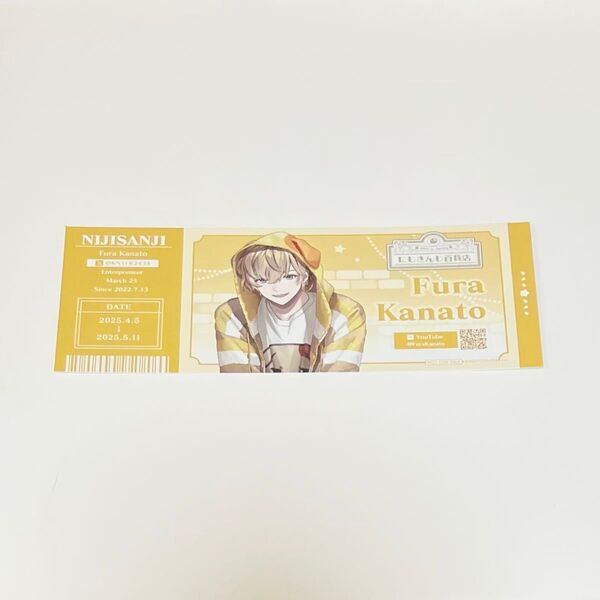 NIJISANJI
Fura Kanato
Entrepreneur
March 25
Since 2022.7.13
DATE
2025.4.5
↓
2025.5.11
にじさんじ百貨店
Fura
Kanato
YouTube
@FuraKanato